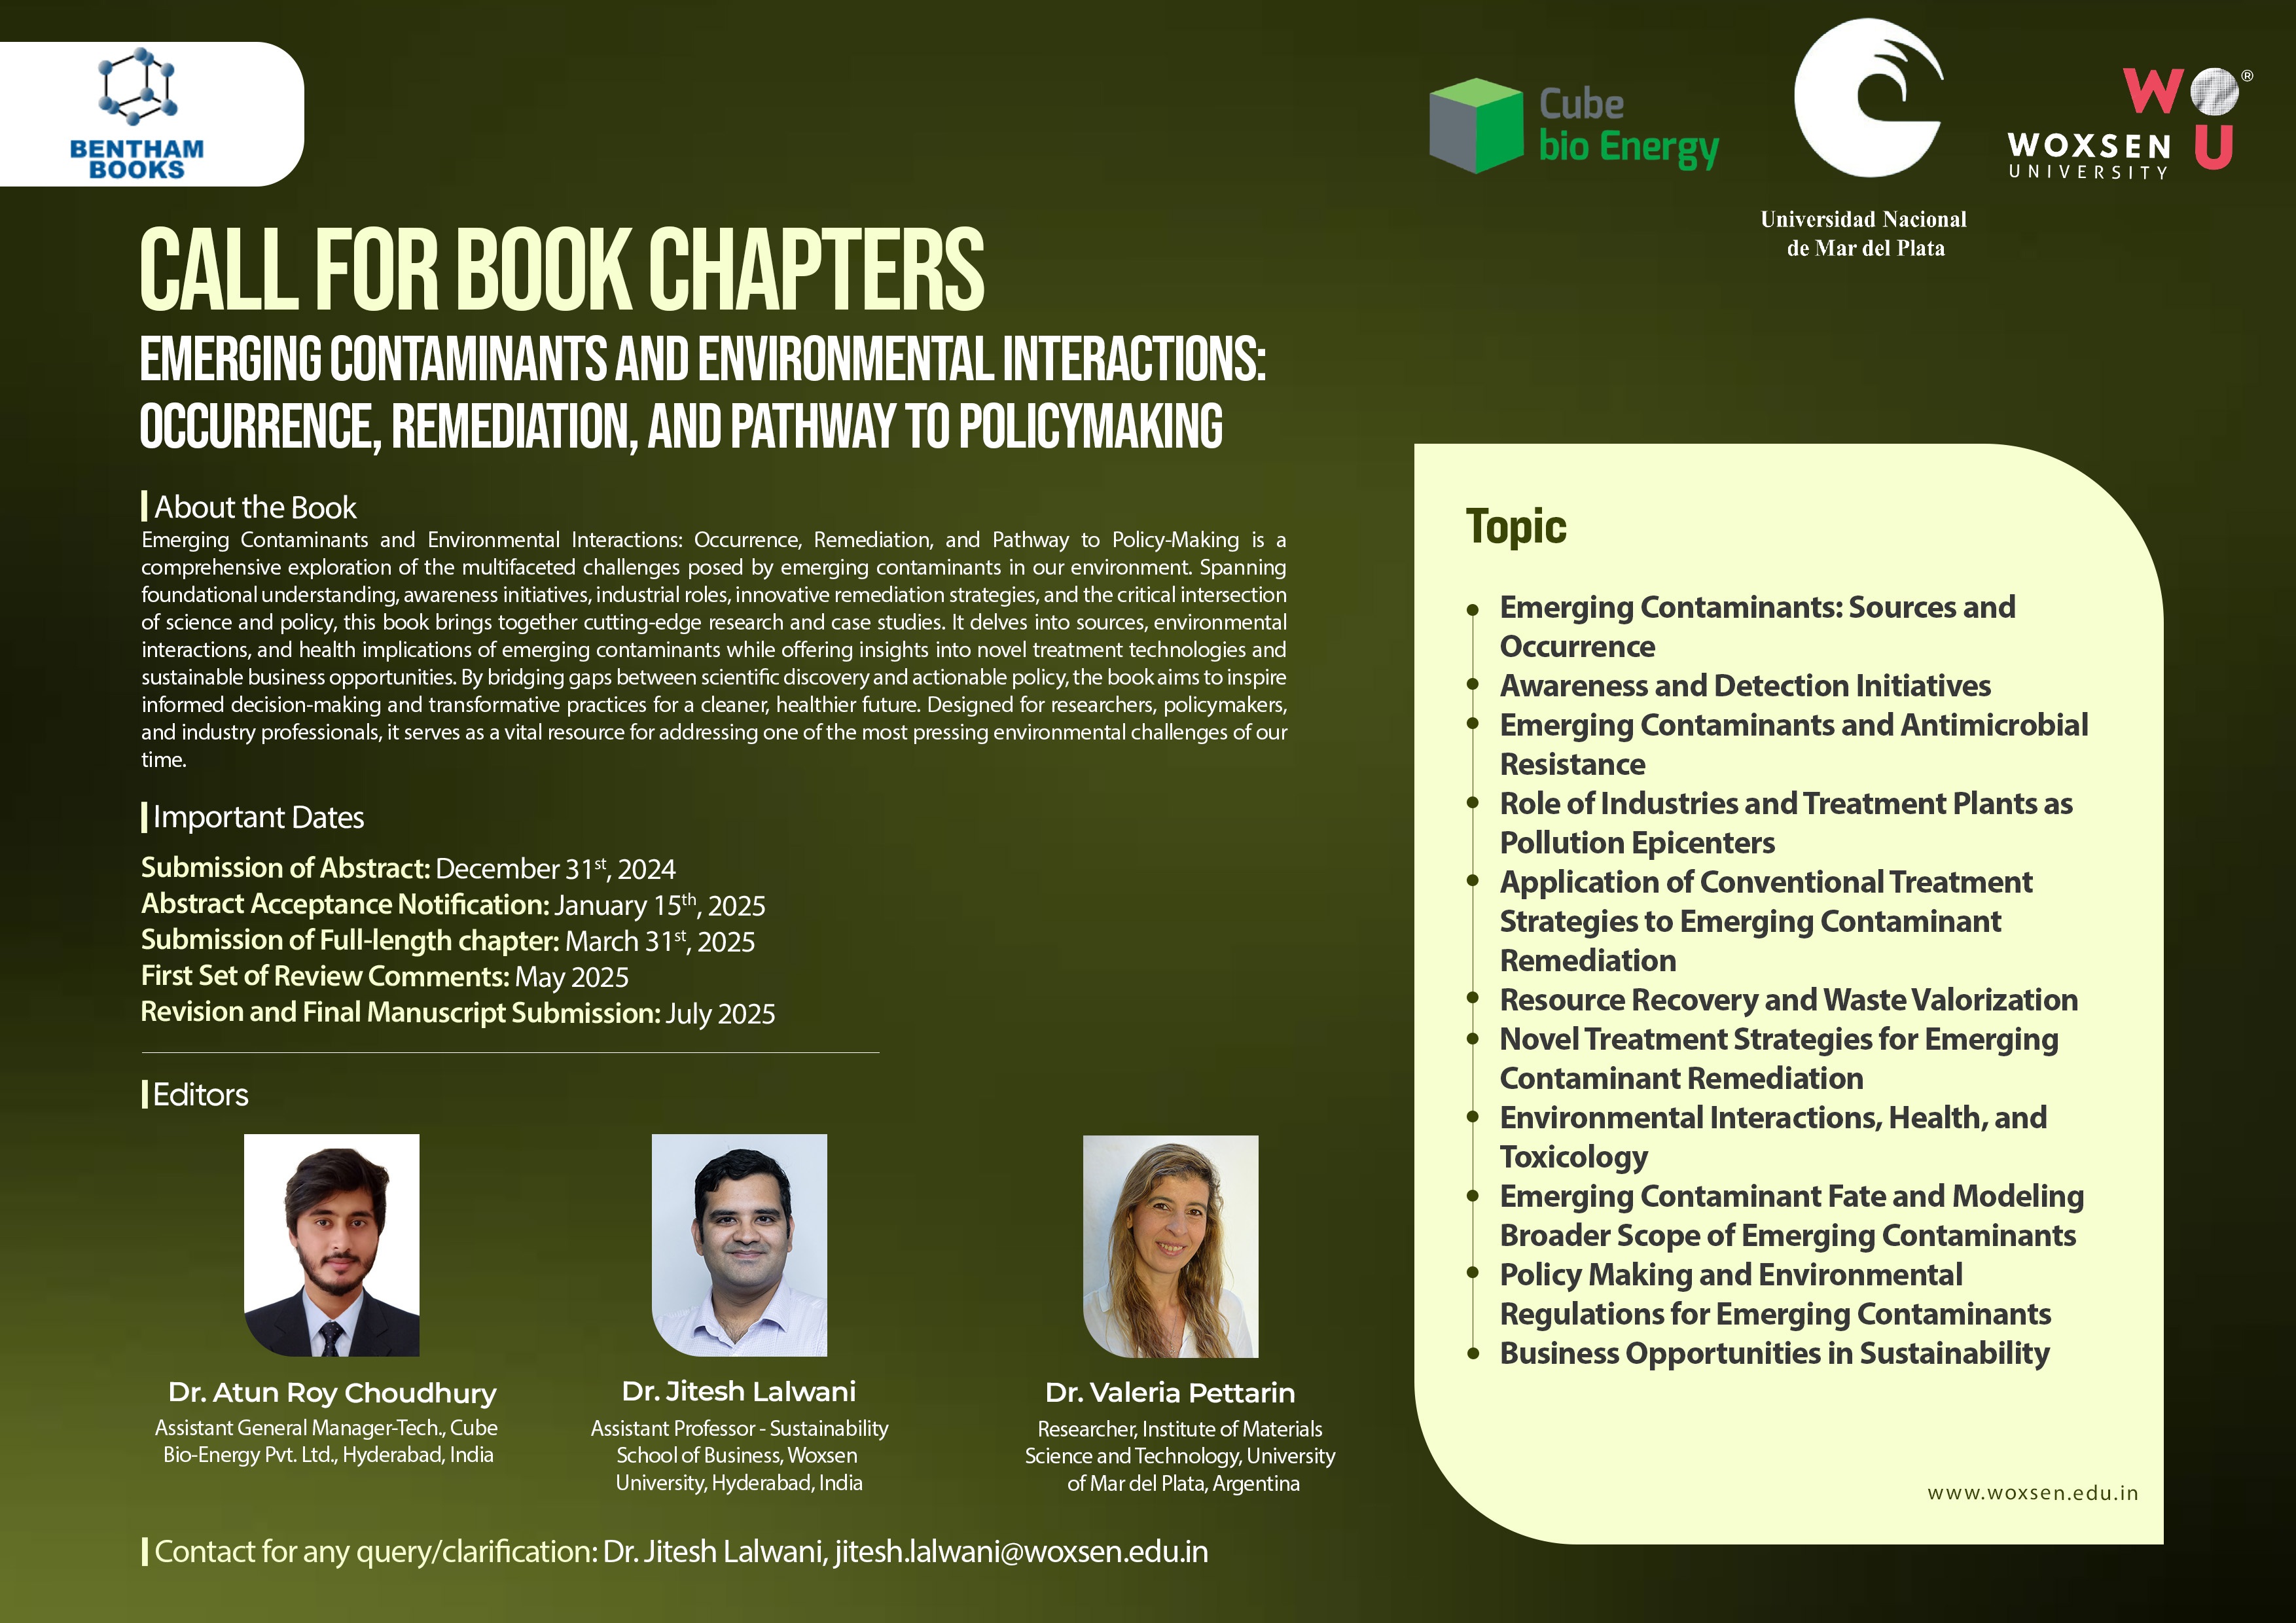 BENTHAM
BOOKS
Cube
bio Energy
Universidad Nacional
de Mar del Plata
W
®
WOXSEN
UNIVERSITY
U
CALL FOR BOOK CHAPTERS
EMERGING CONTAMINANTS AND ENVIRONMENTAL INTERACTIONS:
OCCURRENCE, REMEDIATION, AND PATHWAY TO POLICYMAKING
About the Book
Emerging Contaminants and Environmental Interactions: Occurrence, Remediation, and Pathway to Policy-Making is a
comprehensive exploration of the multifaceted challenges posed by emerging contaminants in our environment. Spanning
foundational understanding, awareness initiatives, industrial roles, innovative remediation strategies, and the critical intersection
of science and policy, this book brings together cutting-edge research and case studies. It delves into sources, environmental
interactions, and health implications of emerging contaminants while offering insights into novel treatment technologies and
sustainable business opportunities. By bridging gaps between scientific discovery and actionable policy, the book aims to inspire
informed decision-making and transformative practices for a cleaner, healthier future. Designed for researchers, policymakers,
and industry professionals, it serves as a vital resource for addressing one of the most pressing environmental challenges of our
time.
Important Dates
Submission of Abstract: December 31st, 2024
Abstract Acceptance Notification: January 15th, 2025
Submission of Full-length chapter: March 31st, 2025
First Set of Review Comments: May 2025
Revision and Final Manuscript Submission: July 2025
Editors
Dr. Atun Roy Choudhury
Assistant General Manager-Tech., Cube
Bio-Energy Pvt. Ltd., Hyderabad, India
Dr. Jitesh Lalwani
Assistant Professor - Sustainability
School of Business, Woxsen
University, Hyderabad, India
Dr. Valeria Pettarin
Researcher, Institute of Materials
Science and Technology, University
of Mar del Plata, Argentina
Contact for any query/clarification: Dr. Jitesh Lalwani, jitesh.lalwani@woxsen.edu.in
Topic
Emerging Contaminants: Sources and
Occurrence
Awareness and Detection Initiatives
Emerging Contaminants and Antimicrobial
Resistance
Role of Industries and Treatment Plants as
Pollution Epicenters
Application of Conventional Treatment
Strategies to Emerging Contaminant
Remediation
Resource Recovery and Waste Valorization
Novel Treatment Strategies for Emerging
Contaminant Remediation
Environmental Interactions, Health, and
Toxicology
Emerging Contaminant Fate and Modeling
Broader Scope of Emerging Contaminants
Policy Making and Environmental
Regulations for Emerging Contaminants
Business Opportunities in Sustainability
www.woxsen.edu.in